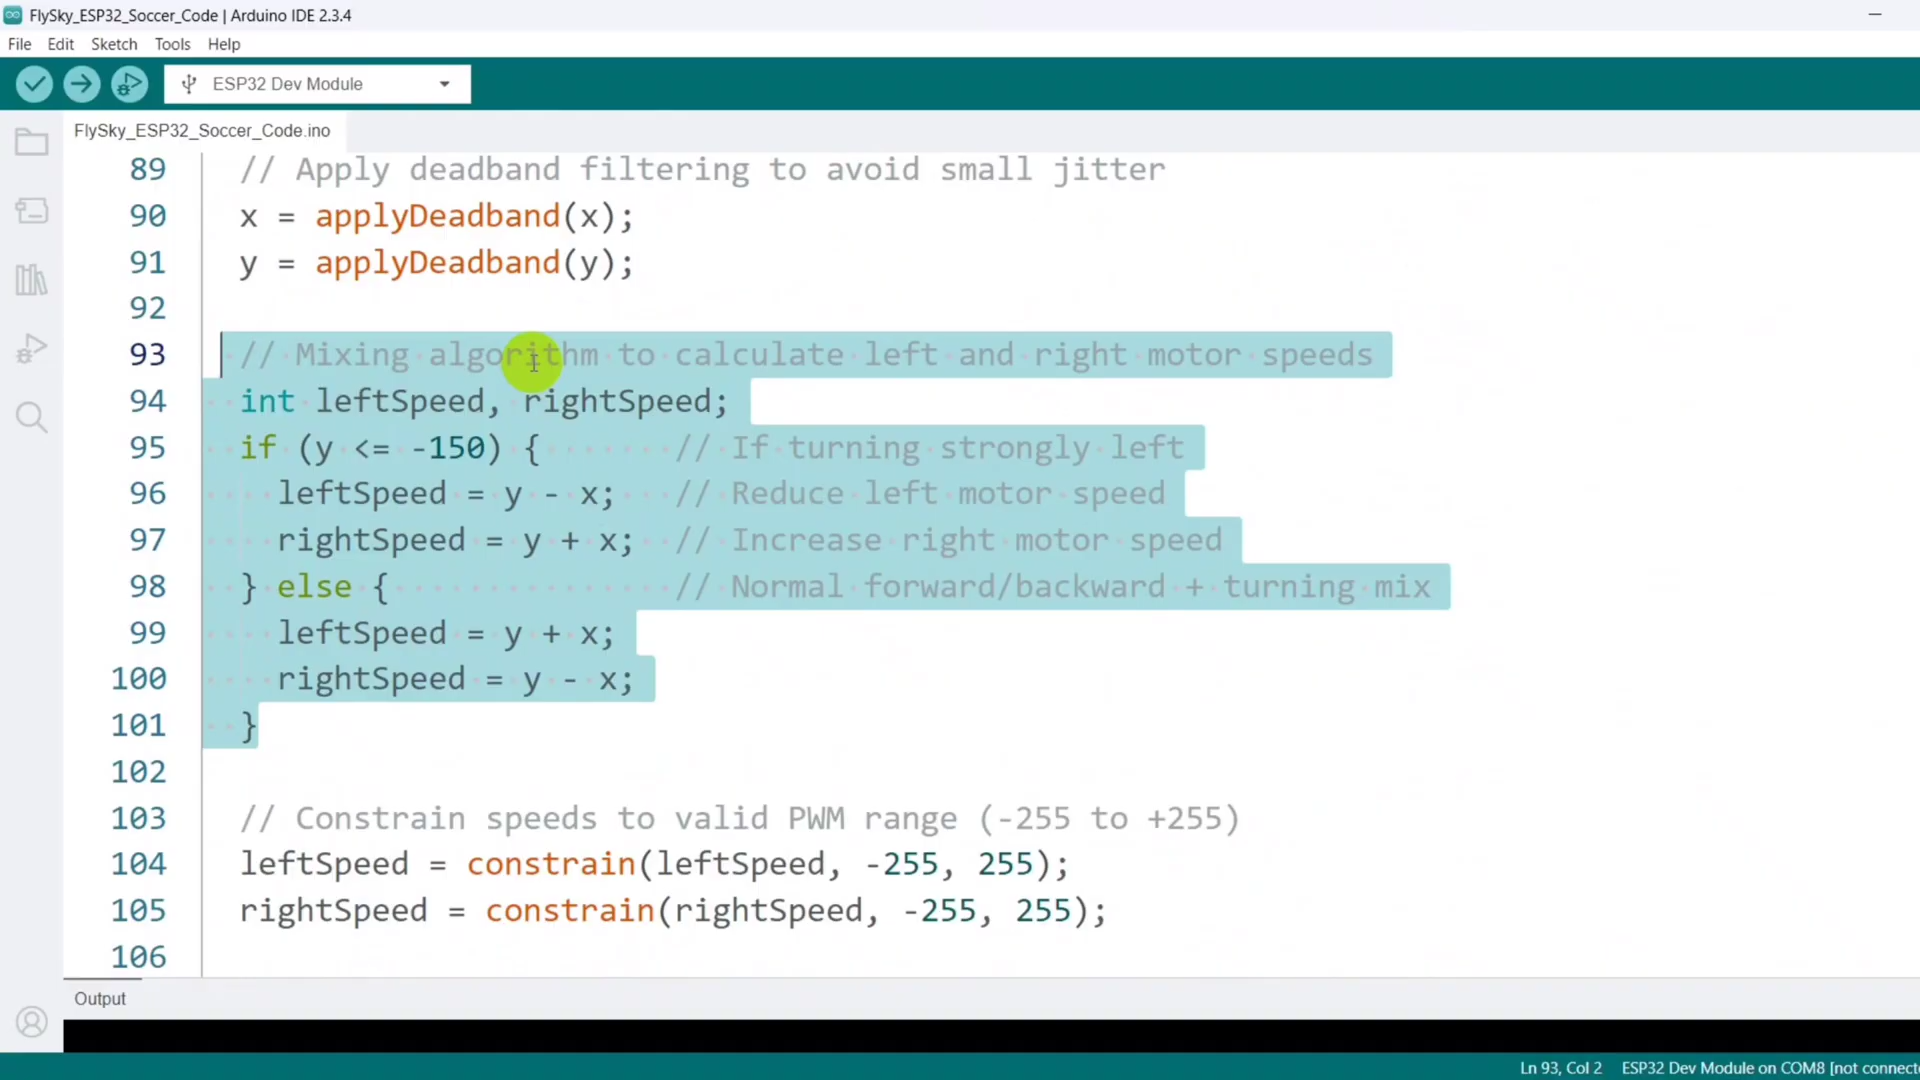 FlySky_ESP32_Soccer_Code | Arduino IDE 2.3.4
File Edit Sketch Tools Help
ESP32 Dev Module
FlySky_ESP32_Soccer_Code.ino
89 // Apply deadband filtering to avoid small jitter
90 x = applyDeadband(x);
91 y = applyDeadband(y);
92
93 // Mixing algorithm to calculate left and right motor speeds
94 int leftSpeed, rightSpeed;
95 if (y <= -150) { // If turning strongly left
96 leftSpeed = y - x; // Reduce left motor speed
97 rightSpeed = y + x; // Increase right motor speed
98 } else { // Normal forward/backward + turning mix
99 leftSpeed = y + x;
100 rightSpeed = y - x;
101 }
102
103 // Constrain speeds to valid PWM range (-255 to +255)
104 leftSpeed = constrain(leftSpeed, -255, 255);
105 rightSpeed = constrain(rightSpeed, -255, 255);
106
Output
Ln 93, Col 2 ESP32 Dev Module on COM8 [not connecte